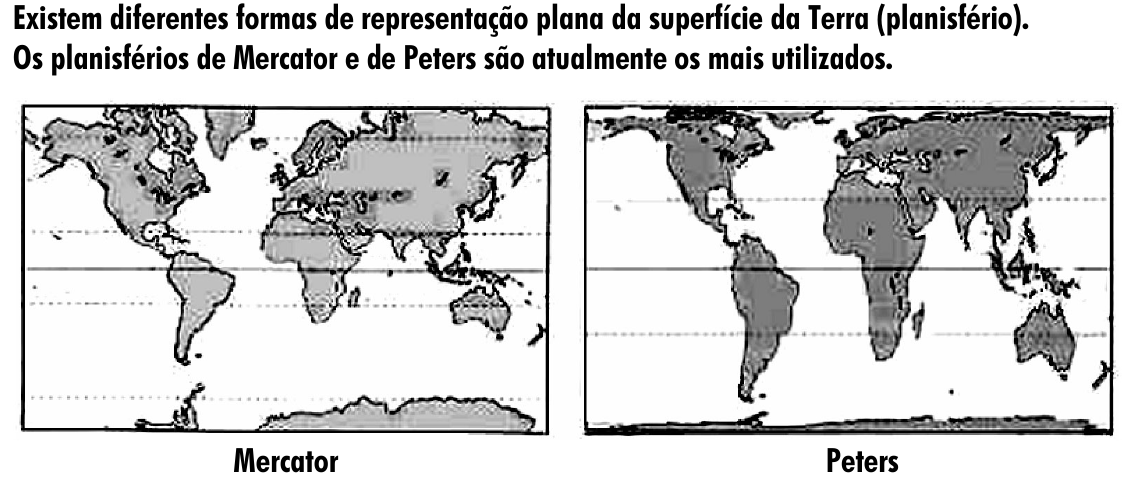 Existem diferentes formas de representação plana da superfície da Terra (planisfério).
Os planisférios de Mercator e de Peters são atualmente os mais utilizados.
Mercator
Peters